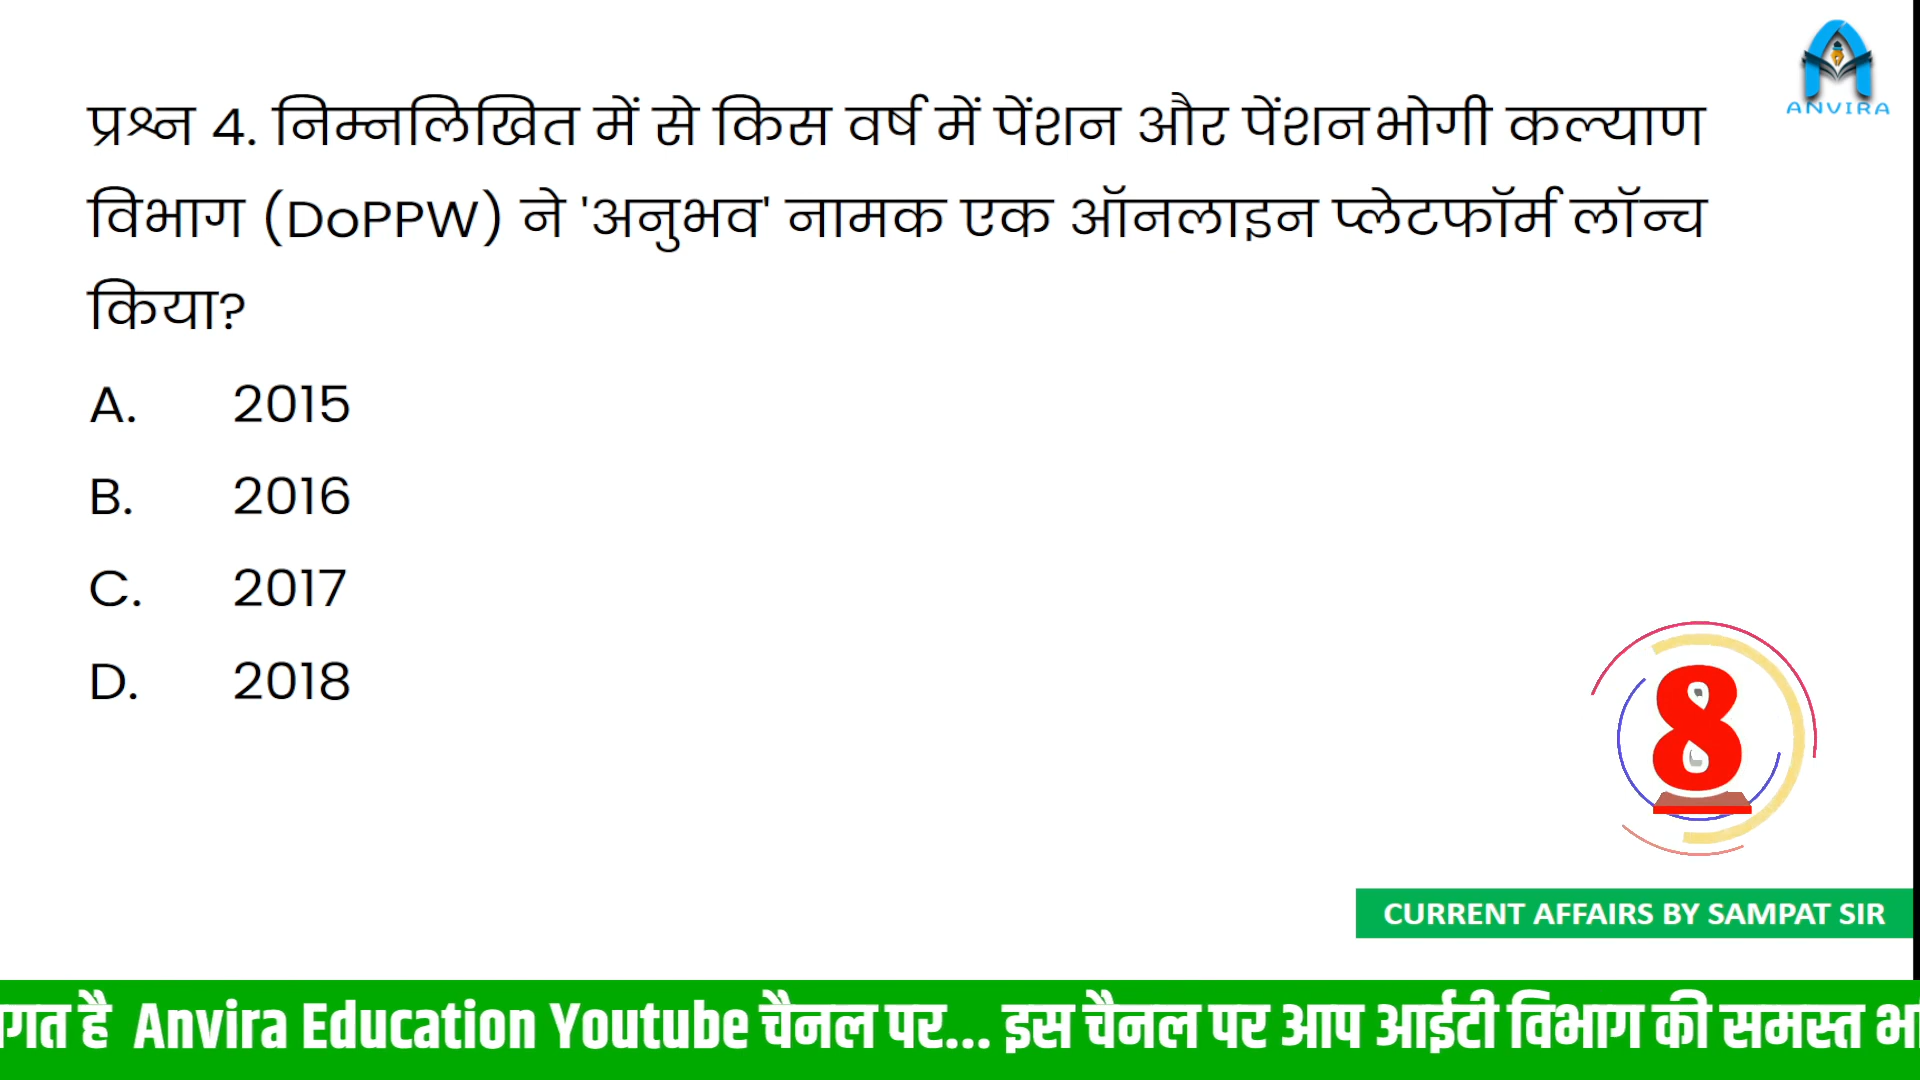 ANVIRA
प्रश्न 4. निम्नलिखित में से किस वर्ष में पेंशन और पेंशनभोगी कल्याण
विभाग (DoPPW) ने 'अनुभव' नामक एक ऑनलाइन प्लेटफॉर्म लॉन्च
किया?
A. 2015
B. 2016
C. 2017
D. 2018
8
CURRENT AFFAIRS BY SAMPAT SIR
है Anvira Education Youtube चैनल पर... इस चैनल पर आप आईटी विभाग की समस्त